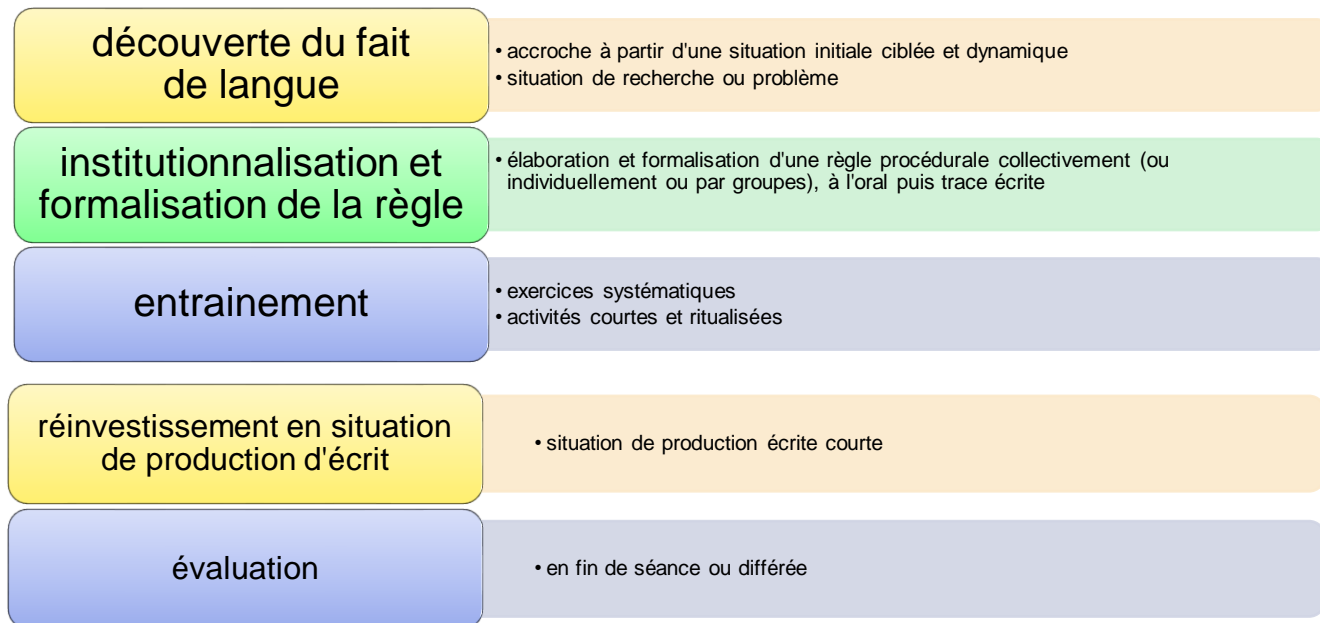 découverte du fait
de langue
• accroche à partir d'une situation initiale ciblée et dynamique
• situation de recherche ou problème
institutionnalisation et
formalisation de la règle
• élaboration et formalisation d'une règle procédurale collectivement (ou
individuellement ou par groupes), à l'oral puis trace écrite
entrainement
• exercices systématiques
• activités courtes et ritualisées
réinvestissement en situation
de production d'écrit
• situation de production écrite courte
évaluation
• en fin de séance ou différée